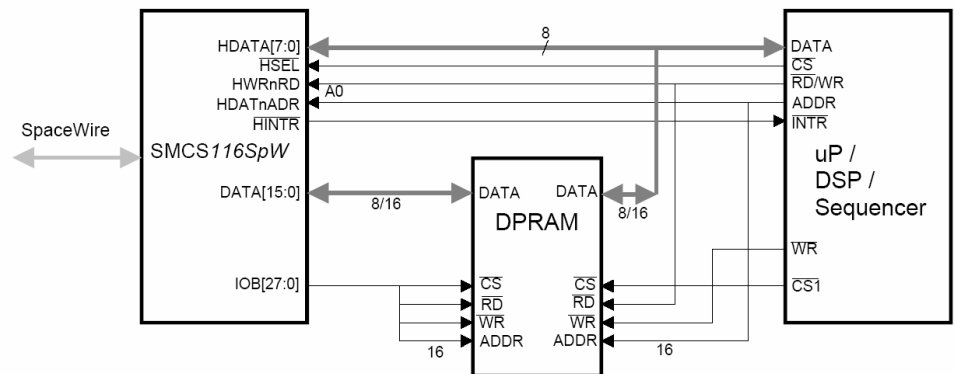 8
HDATA[7:0]
DATA
HSEL
CS
HWRnRD
RD/WR
A0
HDATnADR
ADDR
HINTR
INTR
SpaceWire
SMCS116SpW
uP /
DSP /
Sequencer
DATA[15:0]
DATA
DATA
8/16
8/16
DPRAM
WR
IOB[27:0]
CS
CS
CS1
RD
RD
WR
WR
ADDR
ADDR
16
16